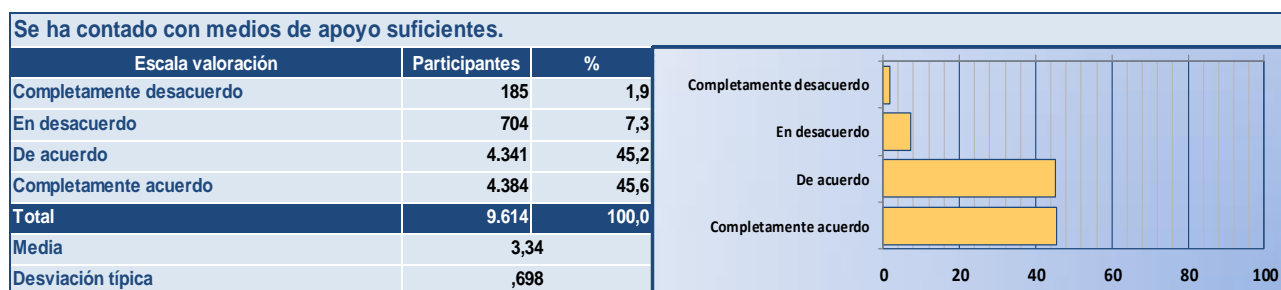 Se ha contado con medios de apoyo suficientes.
Escala valoración Participantes %
Completamente desacuerdo 185 1,9
En desacuerdo 704 7,3
De acuerdo 4.341 45,2
Completamente acuerdo 4.384 45,6
Total 9.614 100,0
Media 3,34
Desviación típica ,698
Completamente desacuerdo
En desacuerdo
De acuerdo
Completamente acuerdo
0 20 40 60 80 100